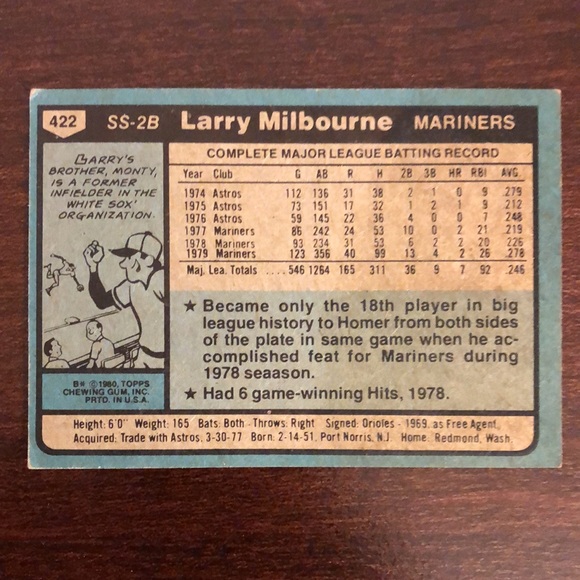 422 SS-2B Larry Milbourne MARINERS
LARRY'S
BROTHER, MONTY,
IS A FORMER
INFIELDER IN THE
WHITE SOX'
ORGANIZATION.
B* ©1980, TOPPS
CHEWING GUM, INC.
PRTD. IN U.S.A.
COMPLETE MAJOR LEAGUE BATTING RECORD
Year Club G AB R H 2B 3B HR RBI AVG.
1974 Astros 112 136 31 38 2 1 0 9 279
1975 Astros 73 151 17 32 1 2 1 9 212
1976 Astros 59 145 22 36 4 0 0 7 248
1977 Mariners 86 242 24 53 10 0 2 21 219
1978 Mariners 93 234 31 53 6 2 2 20 226
1979 Mariners 123 356 40 99 13 4 2 26 278
Maj. Lea. Totals .... 546 1264 165 311 36 9 7 92 246
★ Became only the 18th player in big
league history to Homer from both sides
of the plate in same game when he ac-
complished feat for Mariners during
1978 seaason.
★ Had 6 game-winning Hits, 1978.
Height: 6'0" Weight: 165 Bats: Both - Throws: Right Signed: Orioles - 1969, as Free Agent,
Acquired: Trade with Astros, 3-30-77 Born: 2-14-51, Port Norris, N.J. Home: Redmond, Wash.